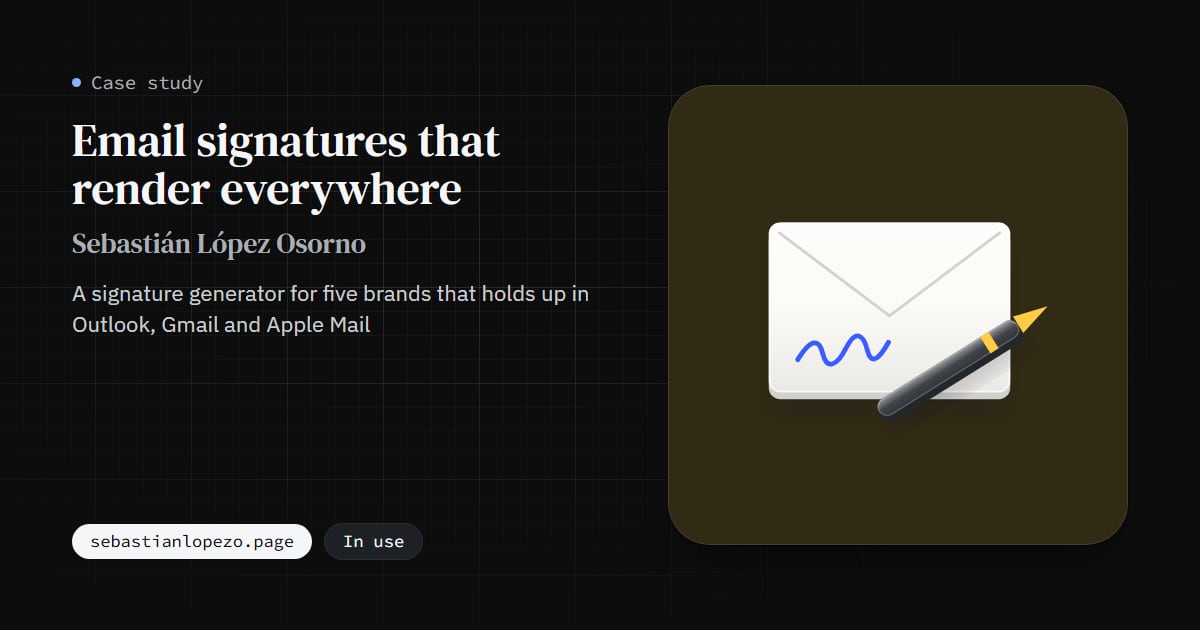 Case study
Email signatures that
render everywhere
Sebastián López Osorno
A signature generator for five brands that holds up in
Outlook, Gmail and Apple Mail
sebastianlopezo.page
In use